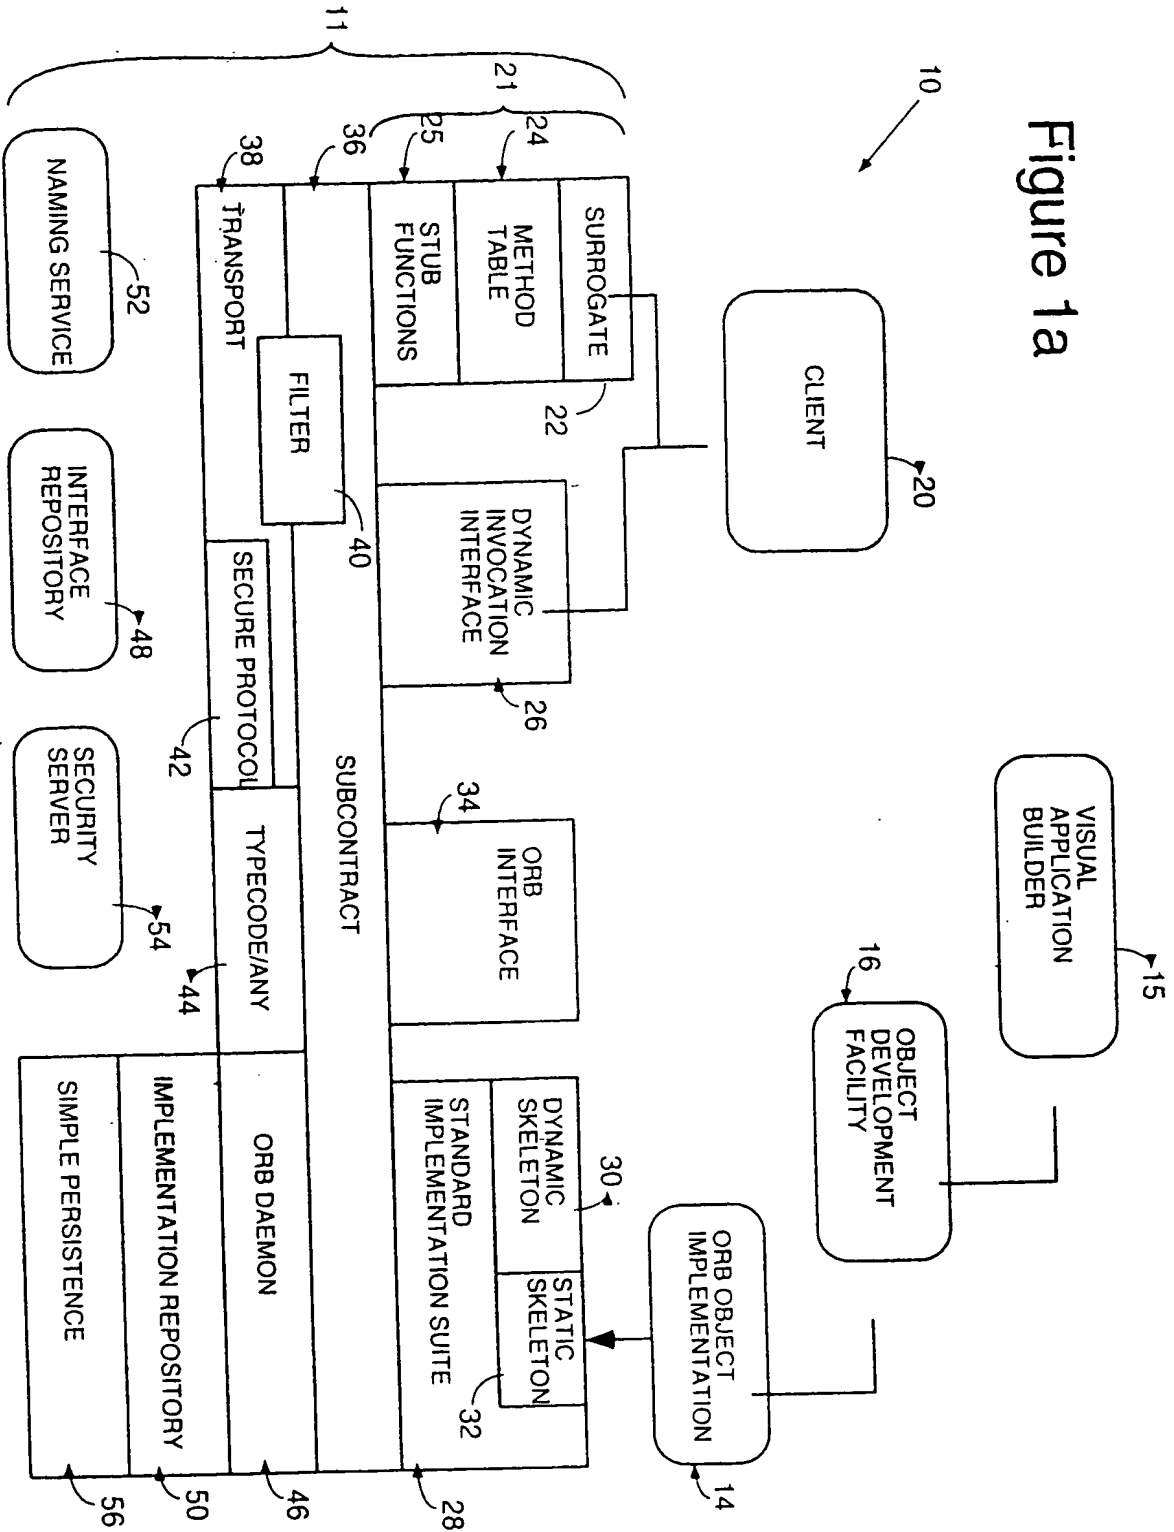 Figure 1a
10
VISUAL
APPLICATION
BUILDER
15
CLIENT
20
OBJECT
DEVELOPMENT
FACILITY
16
ORB OBJECT
IMPLEMENTATION
14
11
21
SURROGATE
22
METHOD
TABLE
24
STUB
FUNCTIONS
25
DYNAMIC
INVOCATION
INTERFACE
26
ORB
INTERFACE
34
DYNAMIC
SKELETON
30
STATIC
SKELETON
32
STANDARD
IMPLEMENTATION SUITE
28
36
SUBCONTRACT
FILTER
40
38
TRANSPORT
SECURE PROTOCOL
42
TYPECODE/ANY
44
ORB DAEMON
46
IMPLEMENTATION REPOSITORY
50
SIMPLE PERSISTENCE
56
NAMING SERVICE
52
INTERFACE
REPOSITORY
48
SECURITY
SERVER
54